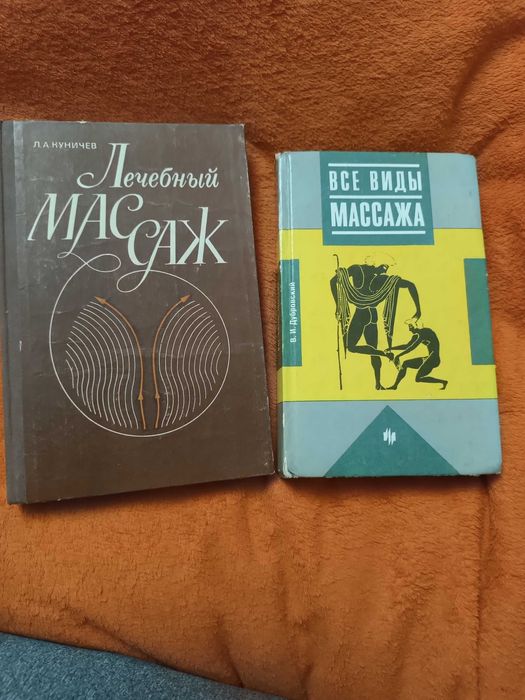 Л.А.КУНИЧЕВ
Лечебный
МАССАЖ
ВСЕ ВИДЫ
МАССАЖА
В. И. Дубровский